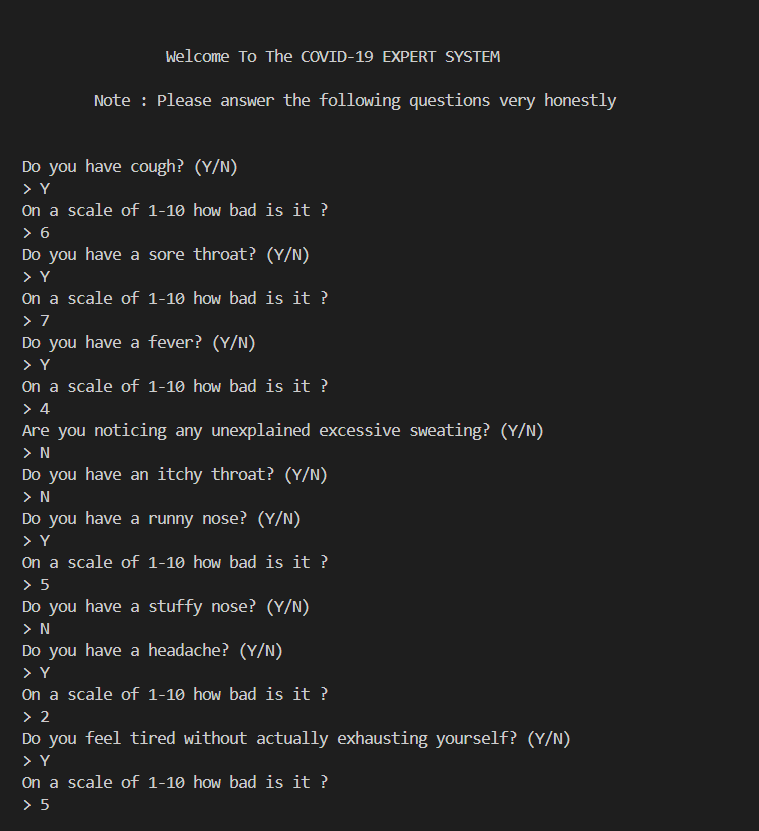 Welcome To The COVID-19 EXPERT SYSTEM
Note : Please answer the following questions very honestly
Do you have cough? (Y/N)
> Y
On a scale of 1-10 how bad is it ?
> 6
Do you have a sore throat? (Y/N)
> Y
On a scale of 1-10 how bad is it ?
> 7
Do you have a fever? (Y/N)
> Y
On a scale of 1-10 how bad is it ?
> 4
Are you noticing any unexplained excessive sweating? (Y/N)
> N
Do you have an itchy throat? (Y/N)
> N
Do you have a runny nose? (Y/N)
> Y
On a scale of 1-10 how bad is it ?
> 5
Do you have a stuffy nose? (Y/N)
> N
Do you have a headache? (Y/N)
> Y
On a scale of 1-10 how bad is it ?
> 2
Do you feel tired without actually exhausting yourself? (Y/N)
> Y
On a scale of 1-10 how bad is it ?
> 5